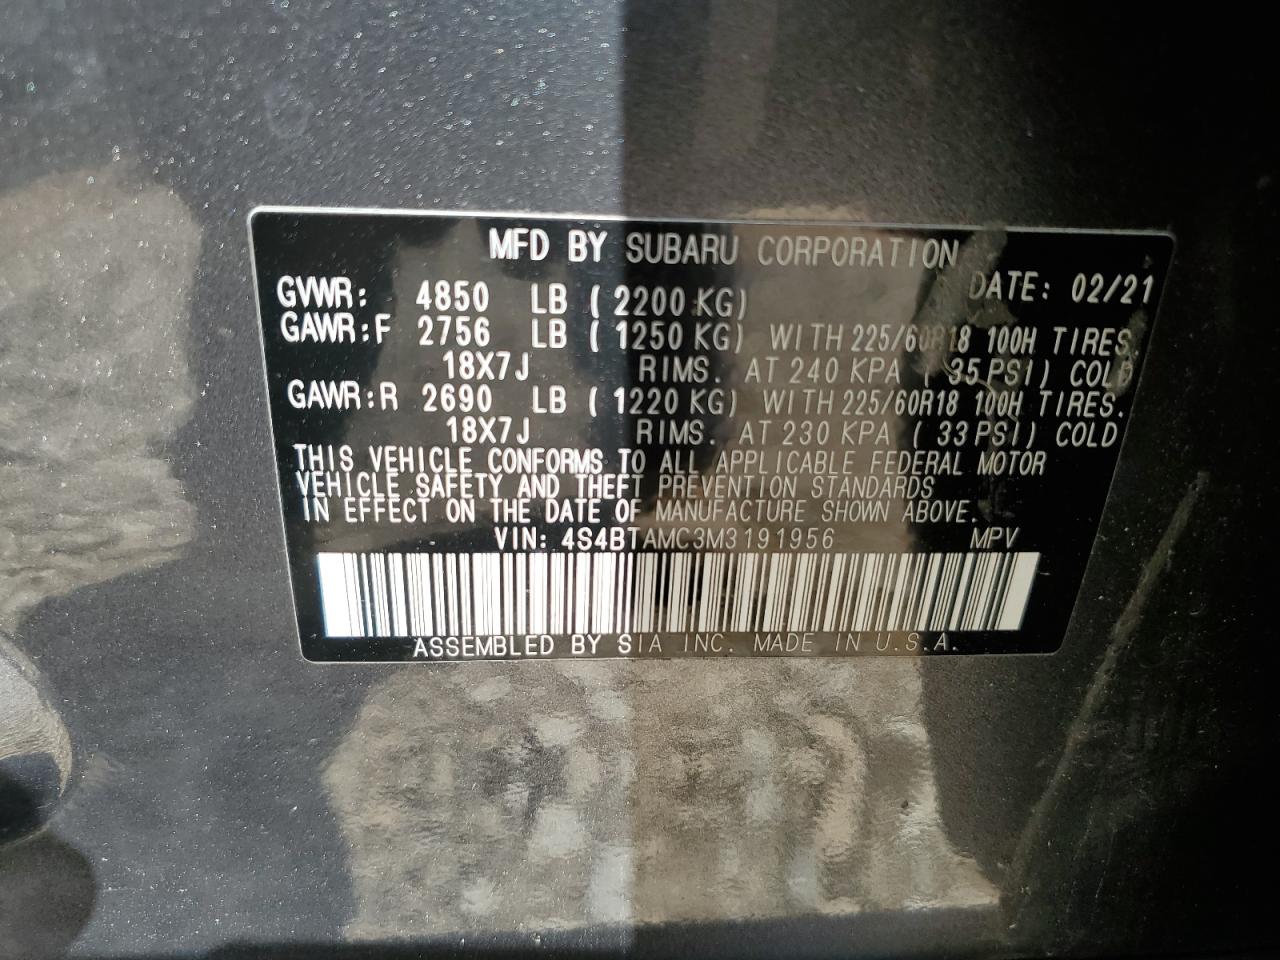 MFD BY SUBARU CORPORATION
DATE: 02/21
GVWR: 4850 LB ( 2200 KG)
GAWR:F 2756 LB ( 1250 KG) WITH 225/60R18 100H TIRES.
18X7J RIMS. AT 240 KPA ( 35 PSI) COLD
GAWR:R 2690 LB ( 1220 KG) WITH 225/60R18 100H TIRES.
18X7J RIMS. AT 230 KPA ( 33 PSI) COLD
THIS VEHICLE CONFORMS TO ALL APPLICABLE FEDERAL MOTOR
VEHICLE SAFETY AND THEFT PREVENTION STANDARDS
IN EFFECT ON THE DATE OF MANUFACTURE SHOWN ABOVE.
VIN: 4S4BTAMC3M3191956 MPV
ASSEMBLED BY SIA INC. MADE IN U.S.A.